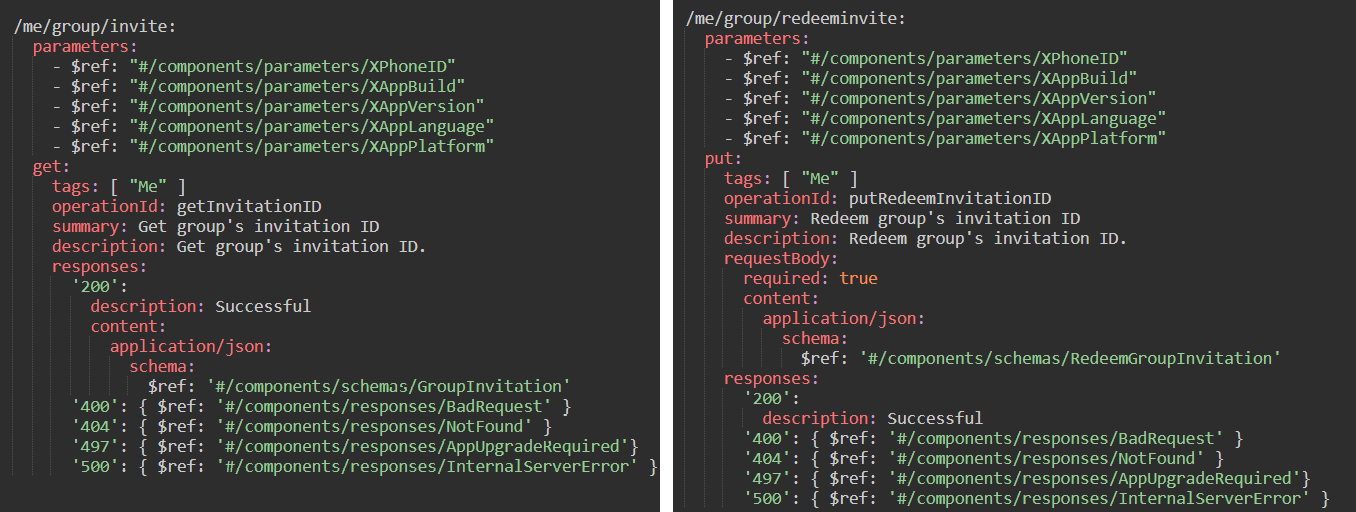 /me/group/invite:
  parameters:
    - $ref: "#/components/parameters/XPhoneID"
    - $ref: "#/components/parameters/XAppBuild"
    - $ref: "#/components/parameters/XAppVersion"
    - $ref: "#/components/parameters/XAppLanguage"
    - $ref: "#/components/parameters/XAppPlatform"
  get:
    tags: [ "Me" ]
    operationId: getInvitationID
    summary: Get group's invitation ID
    description: Get group's invitation ID.
    responses:
      '200':
        description: Successful
        content:
          application/json:
            schema:
              $ref: '#/components/schemas/GroupInvitation'
      '400': { $ref: '#/components/responses/BadRequest' }
      '404': { $ref: '#/components/responses/NotFound' }
      '497': { $ref: '#/components/responses/AppUpgradeRequired'}
      '500': { $ref: '#/components/responses/InternalServerError' }
/me/group/redeeminvite:
  parameters:
    - $ref: "#/components/parameters/XPhoneID"
    - $ref: "#/components/parameters/XAppBuild"
    - $ref: "#/components/parameters/XAppVersion"
    - $ref: "#/components/parameters/XAppLanguage"
    - $ref: "#/components/parameters/XAppPlatform"
  put:
    tags: [ "Me" ]
    operationId: putRedeemInvitationID
    summary: Redeem group's invitation ID
    description: Redeem group's invitation ID.
    requestBody:
      required: true
      content:
        application/json:
          schema:
            $ref: '#/components/schemas/RedeemGroupInvitation'
    responses:
      '200':
        description: Successful
      '400': { $ref: '#/components/responses/BadRequest' }
      '404': { $ref: '#/components/responses/NotFound' }
      '497': { $ref: '#/components/responses/AppUpgradeRequired'}
      '500': { $ref: '#/components/responses/InternalServerError' }